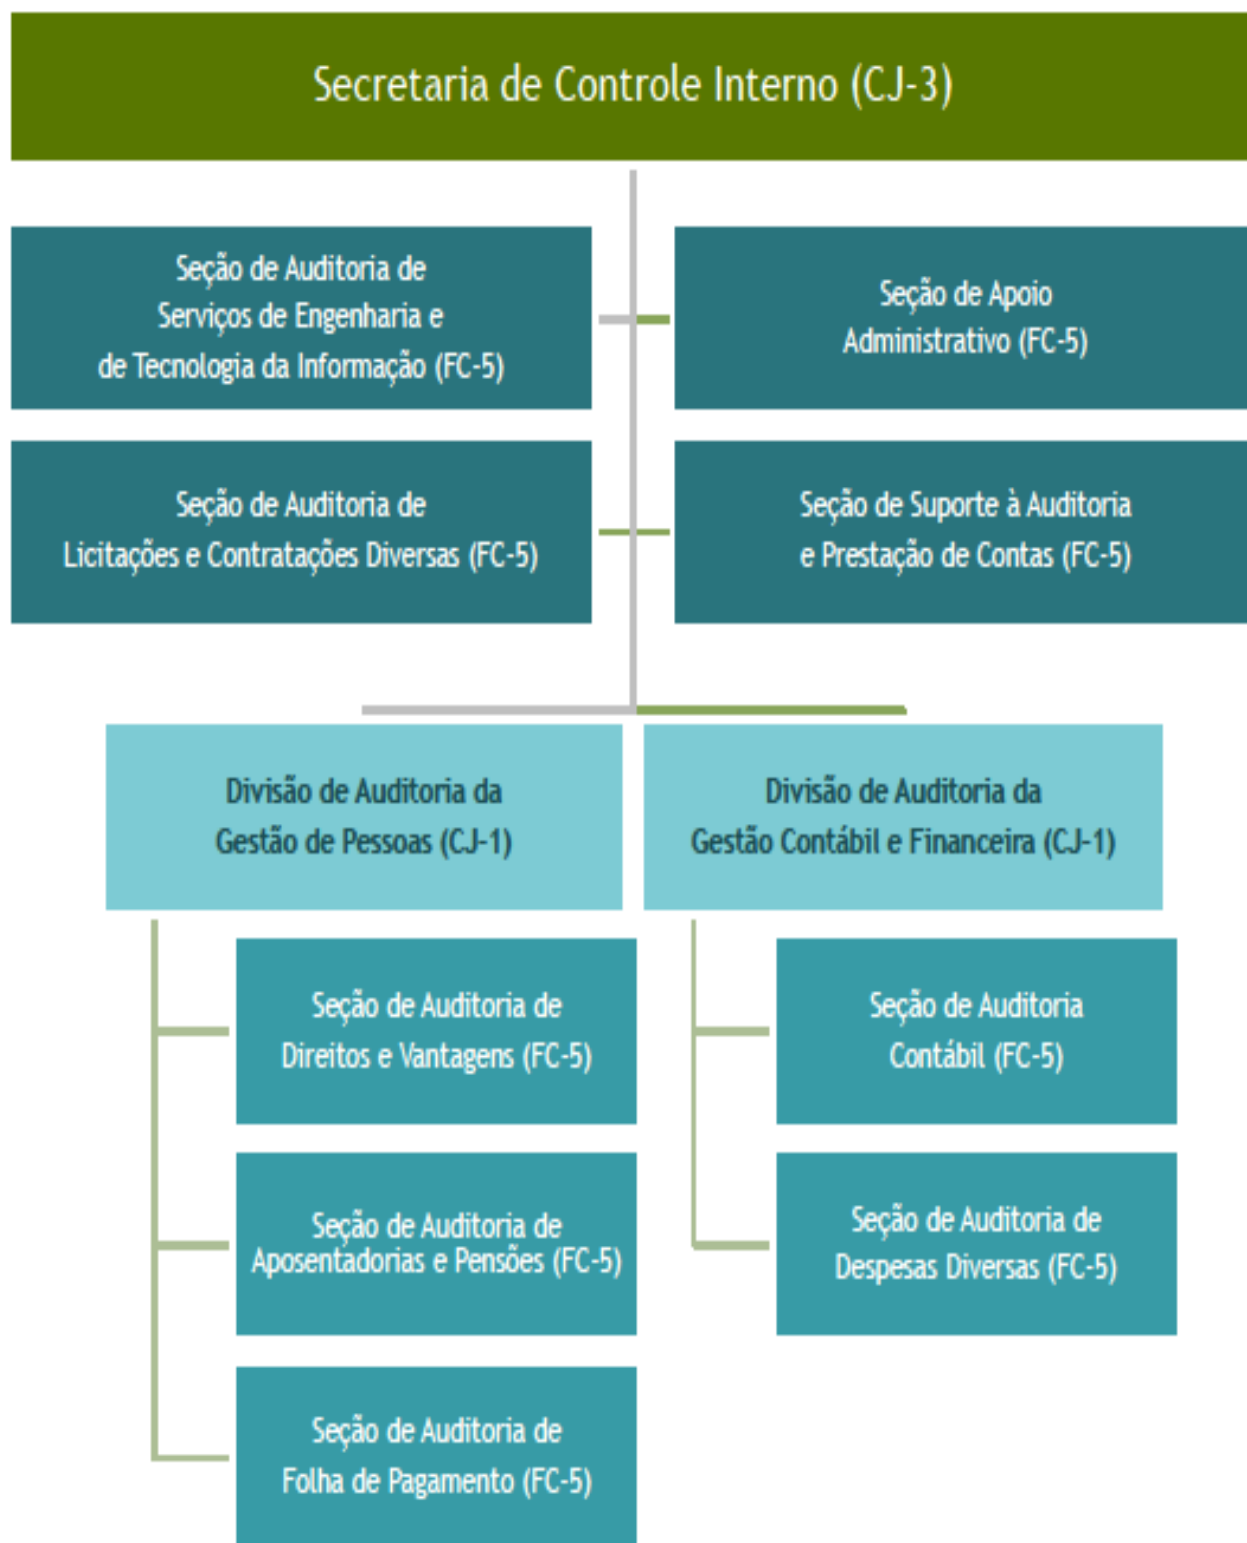 Secretaria de Controle Interno (CJ-3)
Seção de Auditoria de
Serviços de Engenharia e
de Tecnologia da Informação (FC-5)
Seção de Apoio
Administrativo (FC-5)
Seção de Auditoria de
Licitações e Contratações Diversas (FC-5)
Seção de Suporte à Auditoria
e Prestação de Contas (FC-5)
Divisão de Auditoria da
Gestão de Pessoas (CJ-1)
Divisão de Auditoria da
Gestão Contábil e Financeira (CJ-1)
Seção de Auditoria de
Direitos e Vantagens (FC-5)
Seção de Auditoria de
Aposentadorias e Pensões (FC-5)
Seção de Auditoria de
Folha de Pagamento (FC-5)
Seção de Auditoria
Contábil (FC-5)
Seção de Auditoria de
Despesas Diversas (FC-5)